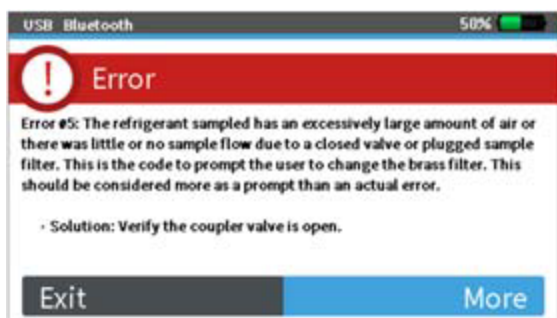 USB Bluetooth 50%
! Error
Error #5: The refrigerant sampled has an excessively large amount of air or
there was little or no sample flow due to a closed valve or plugged sample
filter. This is the code to prompt the user to change the brass filter. This
should be considered more as a prompt than an actual error.
· Solution: Verify the coupler valve is open.
Exit More